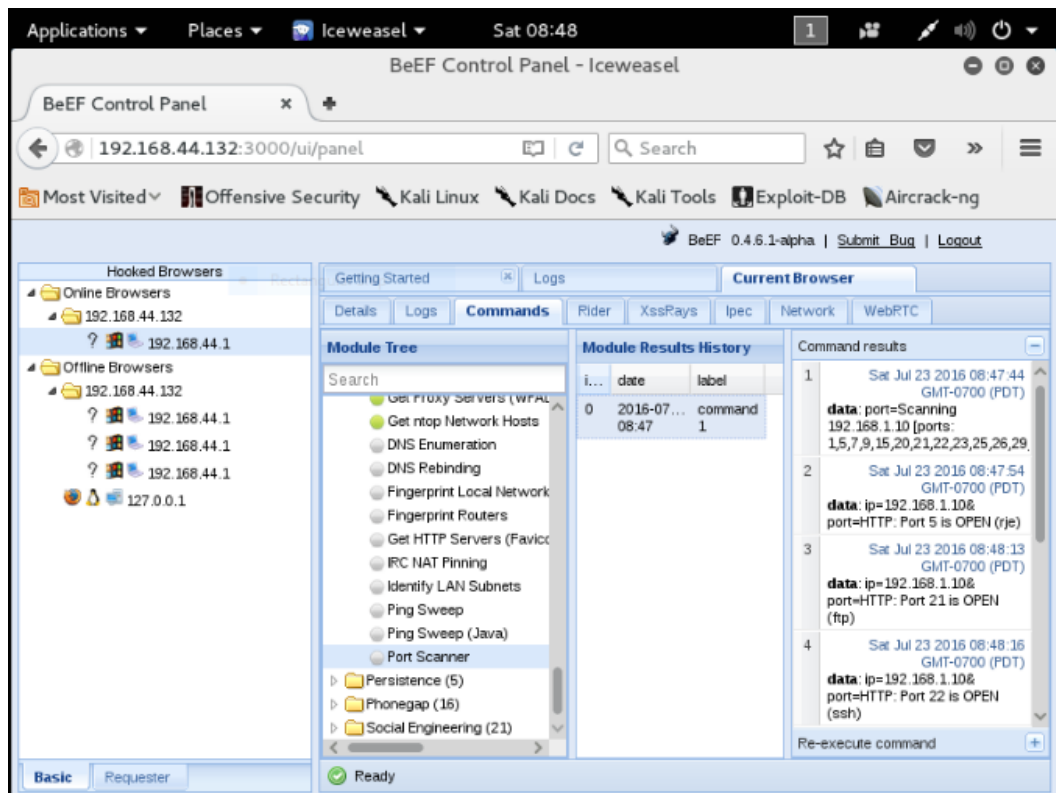 Applications Places Iceweasel Sat 08:48 1
BeEF Control Panel - Iceweasel
BeEF Control Panel
192.168.44.132:3000/ui/panel Search
Most Visited Offensive Security Kali Linux Kali Docs Kali Tools Exploit-DB Aircrack-ng
BeEF 0.4.6.1-alpha | Submit Bug | Logout
Hooked Browsers
Online Browsers
192.168.44.132
? 192.168.44.1
Offline Browsers
192.168.44.132
? 192.168.44.1
? 192.168.44.1
? 192.168.44.1
127.0.0.1
Basic Requester
Getting Started Logs Current Browser
Details Logs Commands Rider XssRays Ipec Network WebRTC
Module Tree
Search
Get Proxy Servers (WPAD
Get ntop Network Hosts
DNS Enumeration
DNS Rebinding
Fingerprint Local Network
Fingerprint Routers
Get HTTP Servers (Favicc
IRC NAT Pinning
Identify LAN Subnets
Ping Sweep
Ping Sweep (Java)
Port Scanner
Persistence (5)
Phonegap (16)
Social Engineering (21)
Module Results History
i... date label
0 2016-07... command
08:47 1
Command results
1 Sat Jul 23 2016 08:47:44
GMT-0700 (PDT)
data: port=Scanning
192.168.1.10 [ports:
1,5,7,9,15,20,21,22,23,25,26,29,
2 Sat Jul 23 2016 08:47:54
GMT-0700 (PDT)
data: ip=192.168.1.10&
port=HTTP: Port 5 is OPEN (rje)
3 Sat Jul 23 2016 08:48:13
GMT-0700 (PDT)
data: ip=192.168.1.10&
port=HTTP: Port 21 is OPEN
(ftp)
4 Sat Jul 23 2016 08:48:16
GMT-0700 (PDT)
data: ip=192.168.1.10&
port=HTTP: Port 22 is OPEN
(ssh)
Re-execute command
Ready